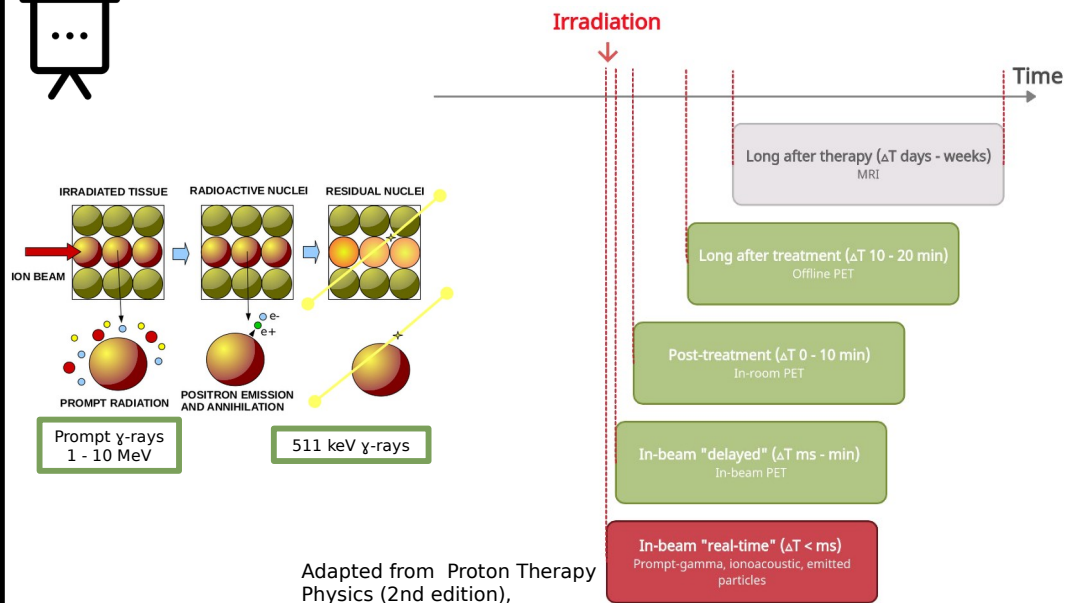 Irradiation
Time
Long after therapy (ΔT days - weeks)
MRI
Long after treatment (ΔT 10 - 20 min)
Offline PET
Post-treatment (ΔT 0 - 10 min)
In-room PET
In-beam "delayed" (ΔT ms - min)
In-beam PET
In-beam "real-time" (ΔT < ms)
Prompt-gamma, ionoacoustic, emitted
particles
IRRADIATED TISSUE
RADIOACTIVE NUCLEI
RESIDUAL NUCLEI
ION BEAM
e-
e+
PROMPT RADIATION
POSITRON EMISSION
AND ANNIHILATION
Prompt ɣ-rays
1 - 10 MeV
511 keV ɣ-rays
Adapted from Proton Therapy
Physics (2nd edition),